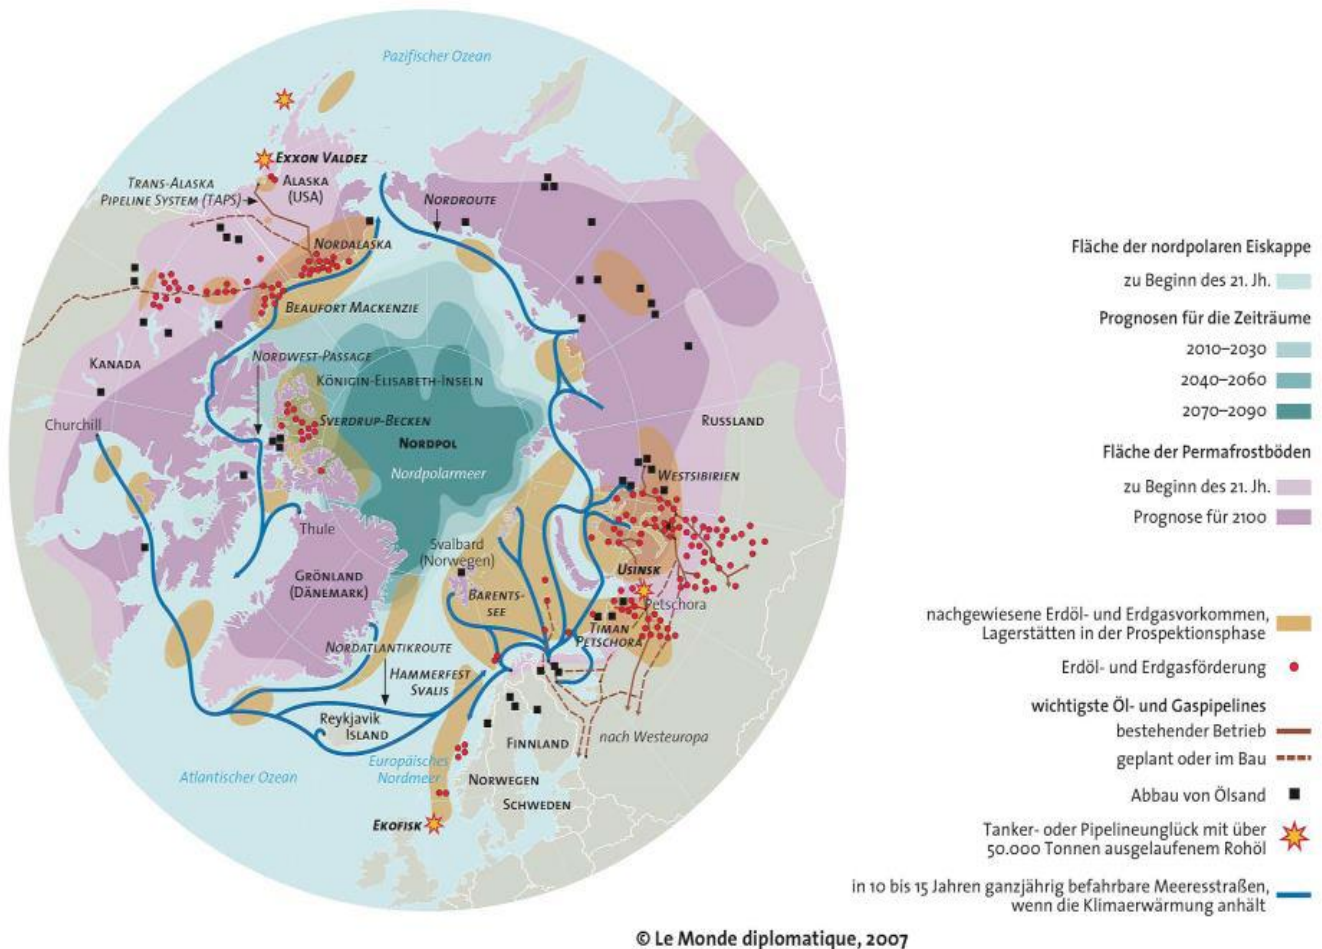 Pazifischer Ozean
EXXON VALDEZ
TRANS-ALASKA
PIPELINE SYSTEM (TAPS)
ALASKA
(USA)
NORDROUTE
NORDALASKA
BEAUFORT MACKENZIE
NORDWEST-PASSAGE
KANADA
KÖNIGIN-ELISABETH-INSELN
SVERDRUP-BECKEN
Churchill
NORDPOL
Nordpolarmeer
RUSSLAND
WESTSIBIRIEN
Thule
Svalbard
(Norwegen)
GRÖNLAND
(DÄNEMARK)
BARENTS-
SEE
USINSK
Petschora
TIMAN
PETSCHORA
NORDATLANTIKROUTE
HAMMERFEST
SVALIS
Reykjavik
ISLAND
FINNLAND
nach Westeuropa
Europäisches
Nordmeer
Atlantischer Ozean
NORWEGEN
SCHWEDEN
EKOFISK
Fläche der nordpolaren Eiskappe
zu Beginn des 21. Jh.
Prognosen für die Zeiträume
2010–2030
2040–2060
2070–2090
Fläche der Permafrostböden
zu Beginn des 21. Jh.
Prognose für 2100
nachgewiesene Erdöl- und Erdgasvorkommen,
Lagerstätten in der Prospektionsphase
Erdöl- und Erdgasförderung
wichtigste Öl- und Gaspipelines
bestehender Betrieb
geplant oder im Bau
Abbau von Ölsand
Tanker- oder Pipelineunglück mit über
50.000 Tonnen ausgelaufenem Rohöl
in 10 bis 15 Jahren ganzjährig befahrbare Meeresstraßen,
wenn die Klimaerwärmung anhält
© Le Monde diplomatique, 2007